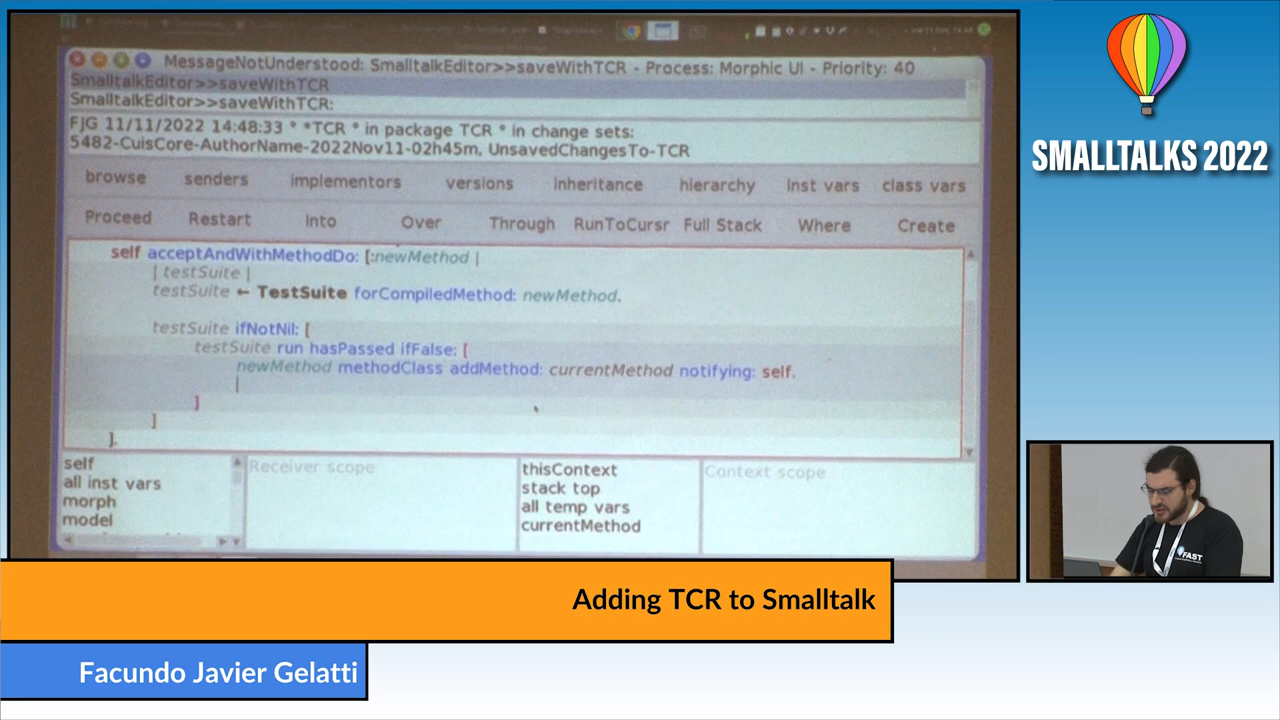 MessageNotUnderstood: SmalltalkEditor>>saveWithTCR - Process: Morphic UI - Priority: 40
SmalltalkEditor>>saveWithTCR
SmalltalkEditor>>saveWithTCR:
FJG 11/11/2022 14:48:33 ° *TCR ° in package TCR ° in change sets:
5482-CuisCore-AuthorName-2022Nov11-02h45m, UnsavedChangesTo-TCR
browse senders implementors versions inheritance hierarchy inst vars class vars
Proceed Restart Into Over Through RunToCursr Full Stack Where Create
self acceptAndWithMethodDo: [:newMethod |
| testSuite |
testSuite ← TestSuite forCompiledMethod: newMethod.
testSuite ifNotNil: [
testSuite run hasPassed ifFalse: [
newMethod methodClass addMethod: currentMethod notifying: self.
]
]
].
self
all inst vars
morph
model
Receiver scope
thisContext
stack top
all temp vars
currentMethod
Context scope
SMALLTALKS 2022
FAST
Adding TCR to Smalltalk
Facundo Javier Gelatti